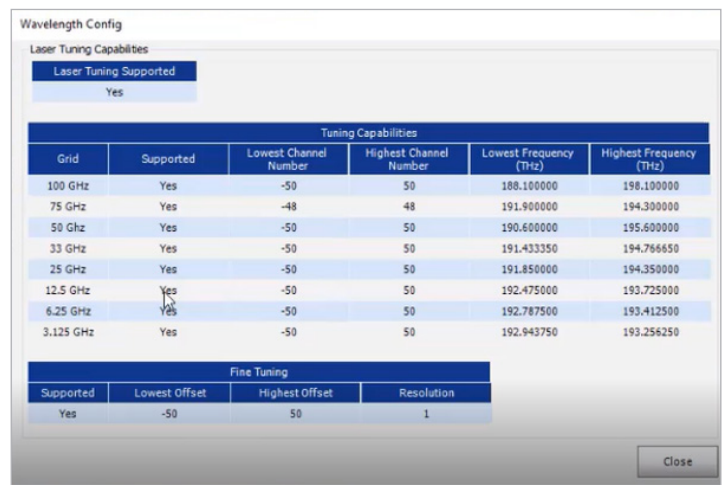 Wavelength Config
Laser Tuning Capabilities
Laser Tuning Supported
Yes
Tuning Capabilities
Grid Supported Lowest Channel Number Highest Channel Number Lowest Frequency (THz) Highest Frequency (THz)
100 GHz Yes -50 50 188.100000 198.100000
75 GHz Yes -48 48 191.900000 194.300000
50 Ghz Yes -50 50 190.600000 195.600000
33 GHz Yes -50 50 191.433350 194.766650
25 GHz Yes -50 50 191.850000 194.350000
12.5 GHz Yes -50 50 192.475000 193.725000
6.25 GHz Yes -50 50 192.787500 193.412500
3.125 GHz Yes -50 50 192.943750 193.256250
Fine Tuning
Supported Lowest Offset Highest Offset Resolution
Yes -50 50 1
Close